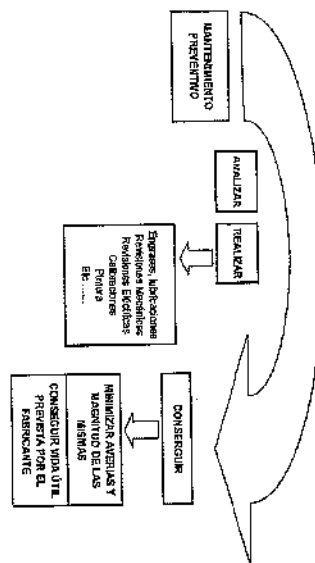 MANTENIMIENTO
PREVENTIVO
ANALIZAR
REALIZAR
Engrases, lubricaciones
Revisiones Mecánicas
Revisiones Eléctricas
Calibraciones
Pintura
Etc .......
CONSERGUIR
MINIMIZAR AVERIAS Y
MAGNITUD DE LAS
MISMAS
CONSEGUIR VIDA ÚTIL
PREVISTA POR EL
FABRICANTE